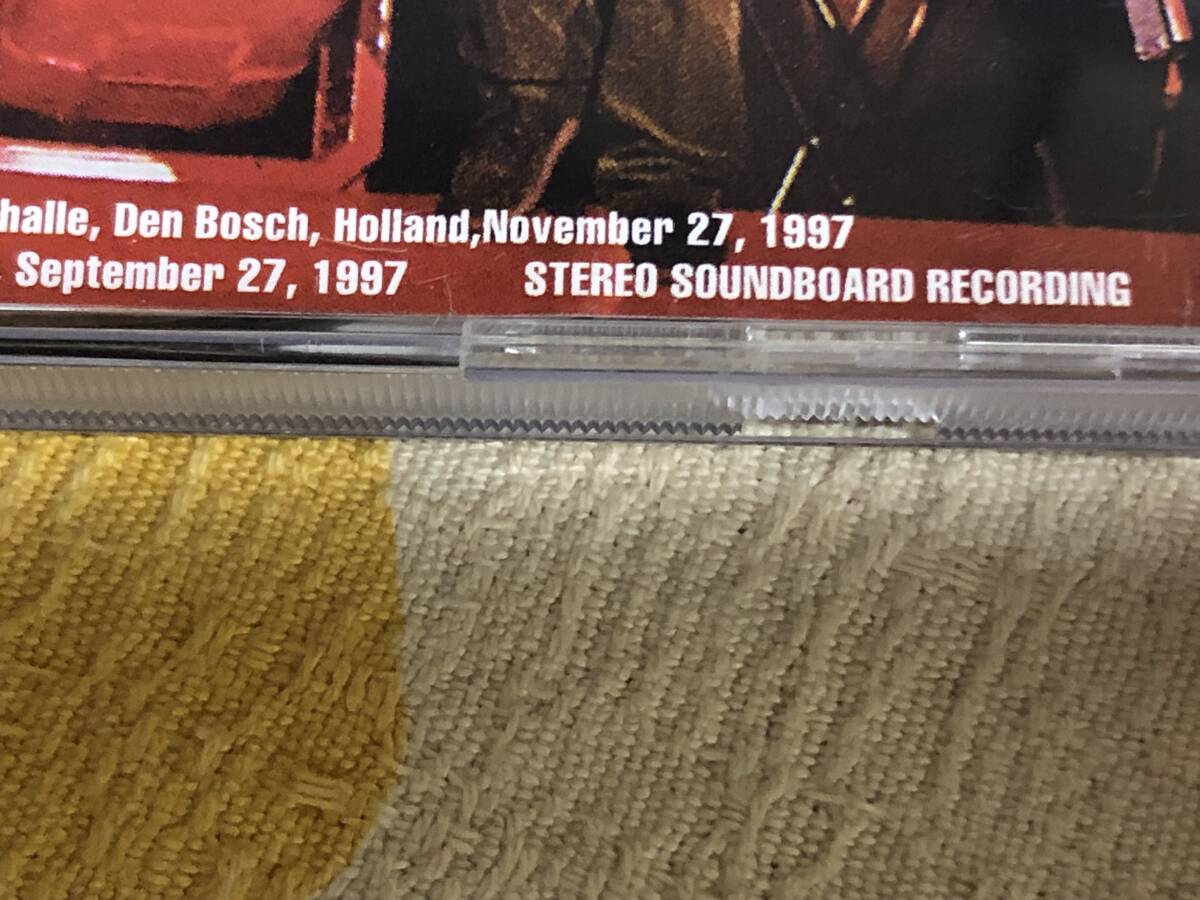 halle, Den Bosch, Holland,November 27, 1997
. September 27, 1997 STEREO SOUNDBOARD RECORDING